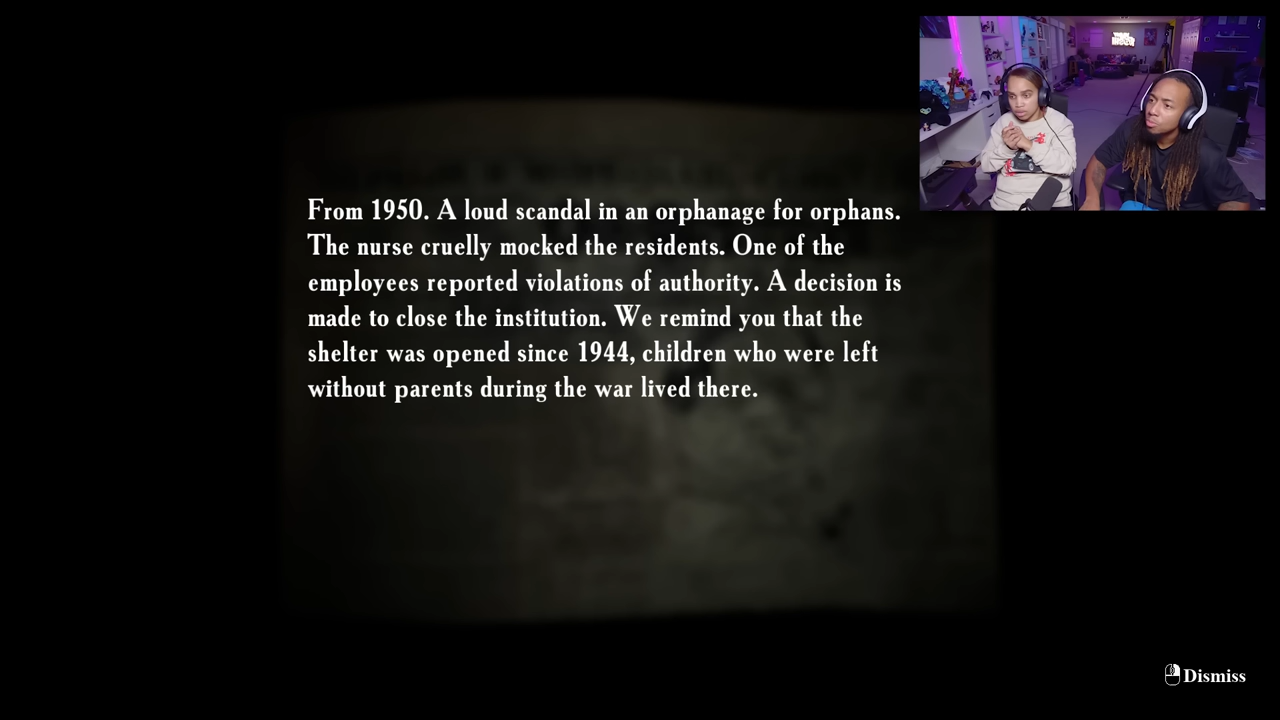 From 1950. A loud scandal in an orphanage for orphans.
The nurse cruelly mocked the residents. One of the
employees reported violations of authority. A decision is
made to close the institution. We remind you that the
shelter was opened since 1944, children who were left
without parents during the war lived there.
Dismiss